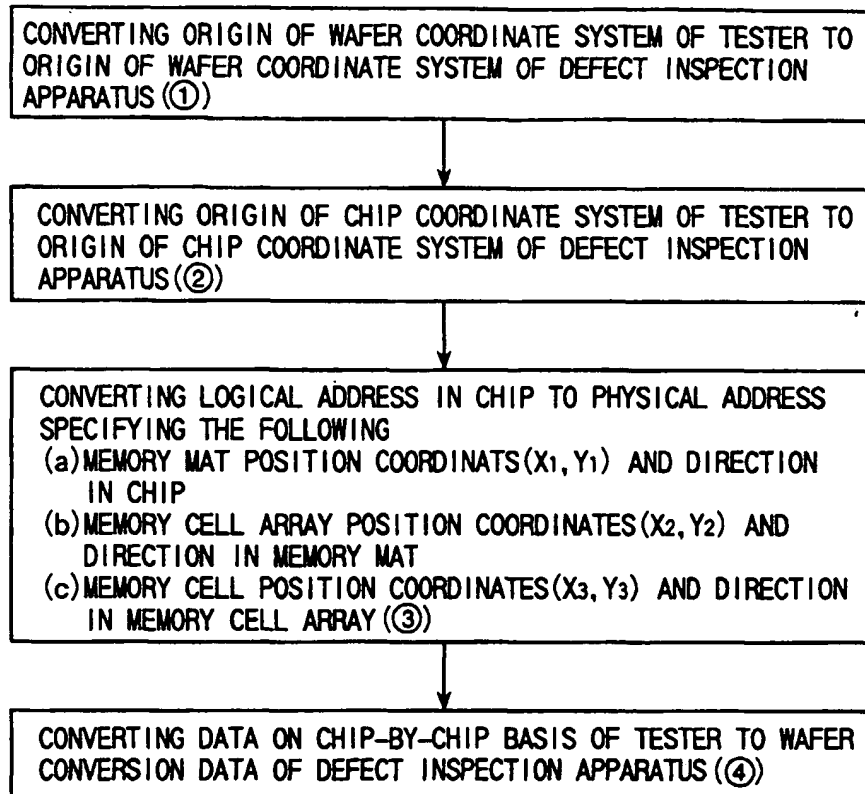 CONVERTING ORIGIN OF WAFER COORDINATE SYSTEM OF TESTER TO
ORIGIN OF WAFER COORDINATE SYSTEM OF DEFECT INSPECTION
APPARATUS(①)
CONVERTING ORIGIN OF CHIP COORDINATE SYSTEM OF TESTER TO
ORIGIN OF CHIP COORDINATE SYSTEM OF DEFECT INSPECTION
APPARATUS(②)
CONVERTING LOGICAL ADDRESS IN CHIP TO PHYSICAL ADDRESS
SPECIFYING THE FOLLOWING
(a)MEMORY MAT POSITION COORDINATS(X1,Y1) AND DIRECTION
IN CHIP
(b)MEMORY CELL ARRAY POSITION COORDINATES(X2,Y2) AND
DIRECTION IN MEMORY MAT
(c)MEMORY CELL POSITION COORDINATES(X3,Y3) AND DIRECTION
IN MEMORY CELL ARRAY(③)
CONVERTING DATA ON CHIP-BY-CHIP BASIS OF TESTER TO WAFER
CONVERSION DATA OF DEFECT INSPECTION APPARATUS(④)